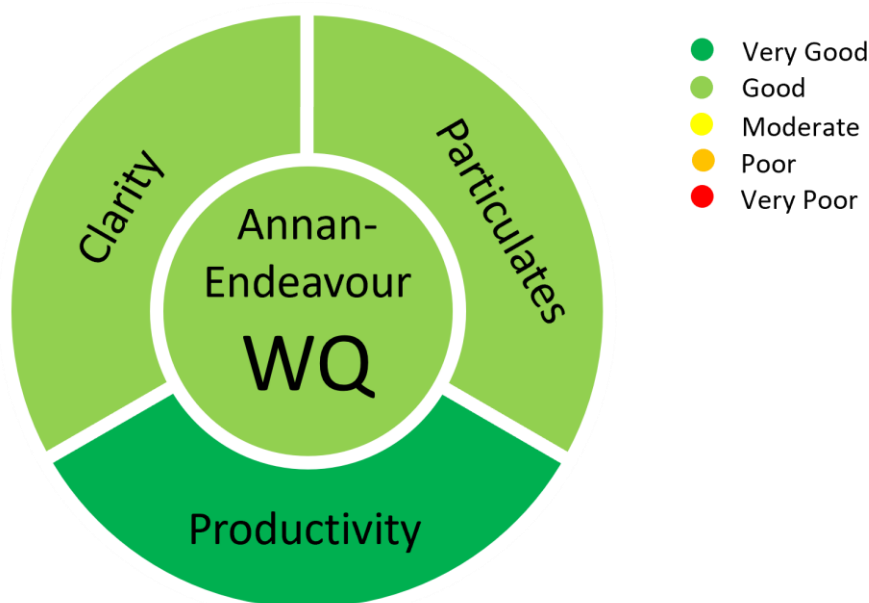 Clarity
Particulates
Annan-
Endeavour
WQ
Productivity
Very Good
Good
Moderate
Poor
Very Poor